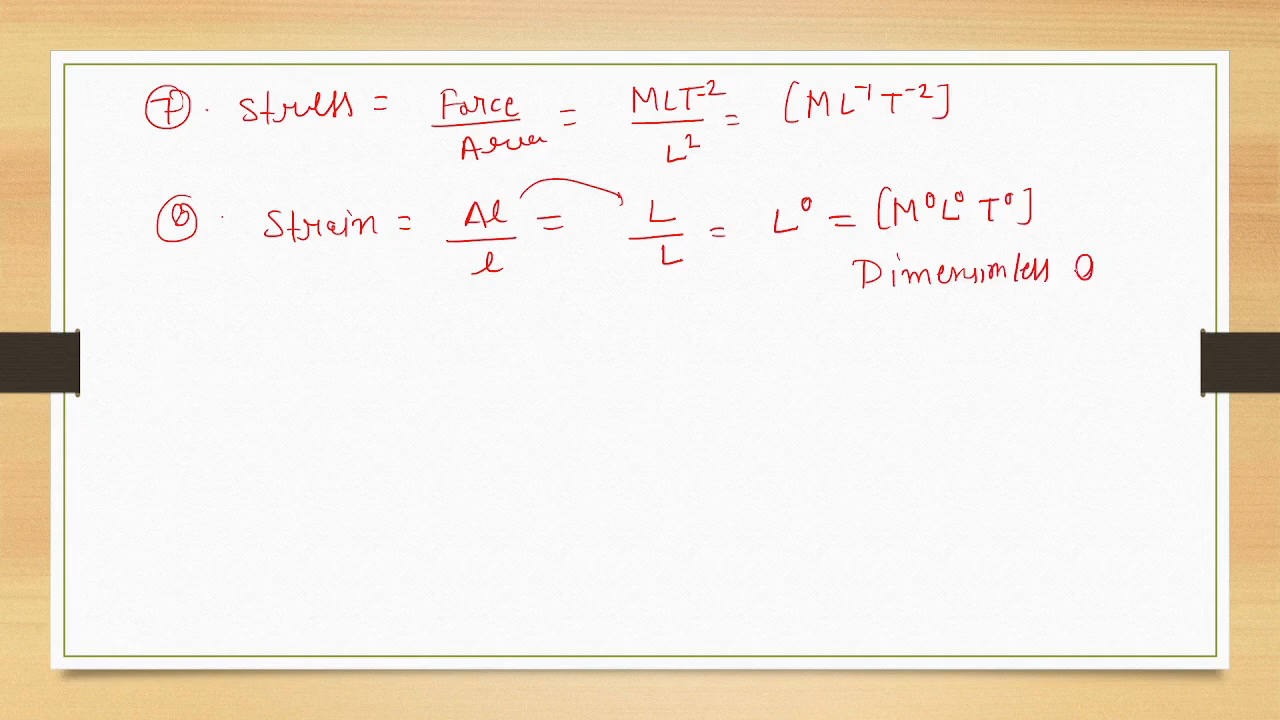 ⑦. Stress = Force / Area = MLT⁻² / L² = [ML⁻¹T⁻²]
⑧. Strain = Δl / l = L / L = L⁰ = [M⁰L⁰T⁰]
Dimensionless Q